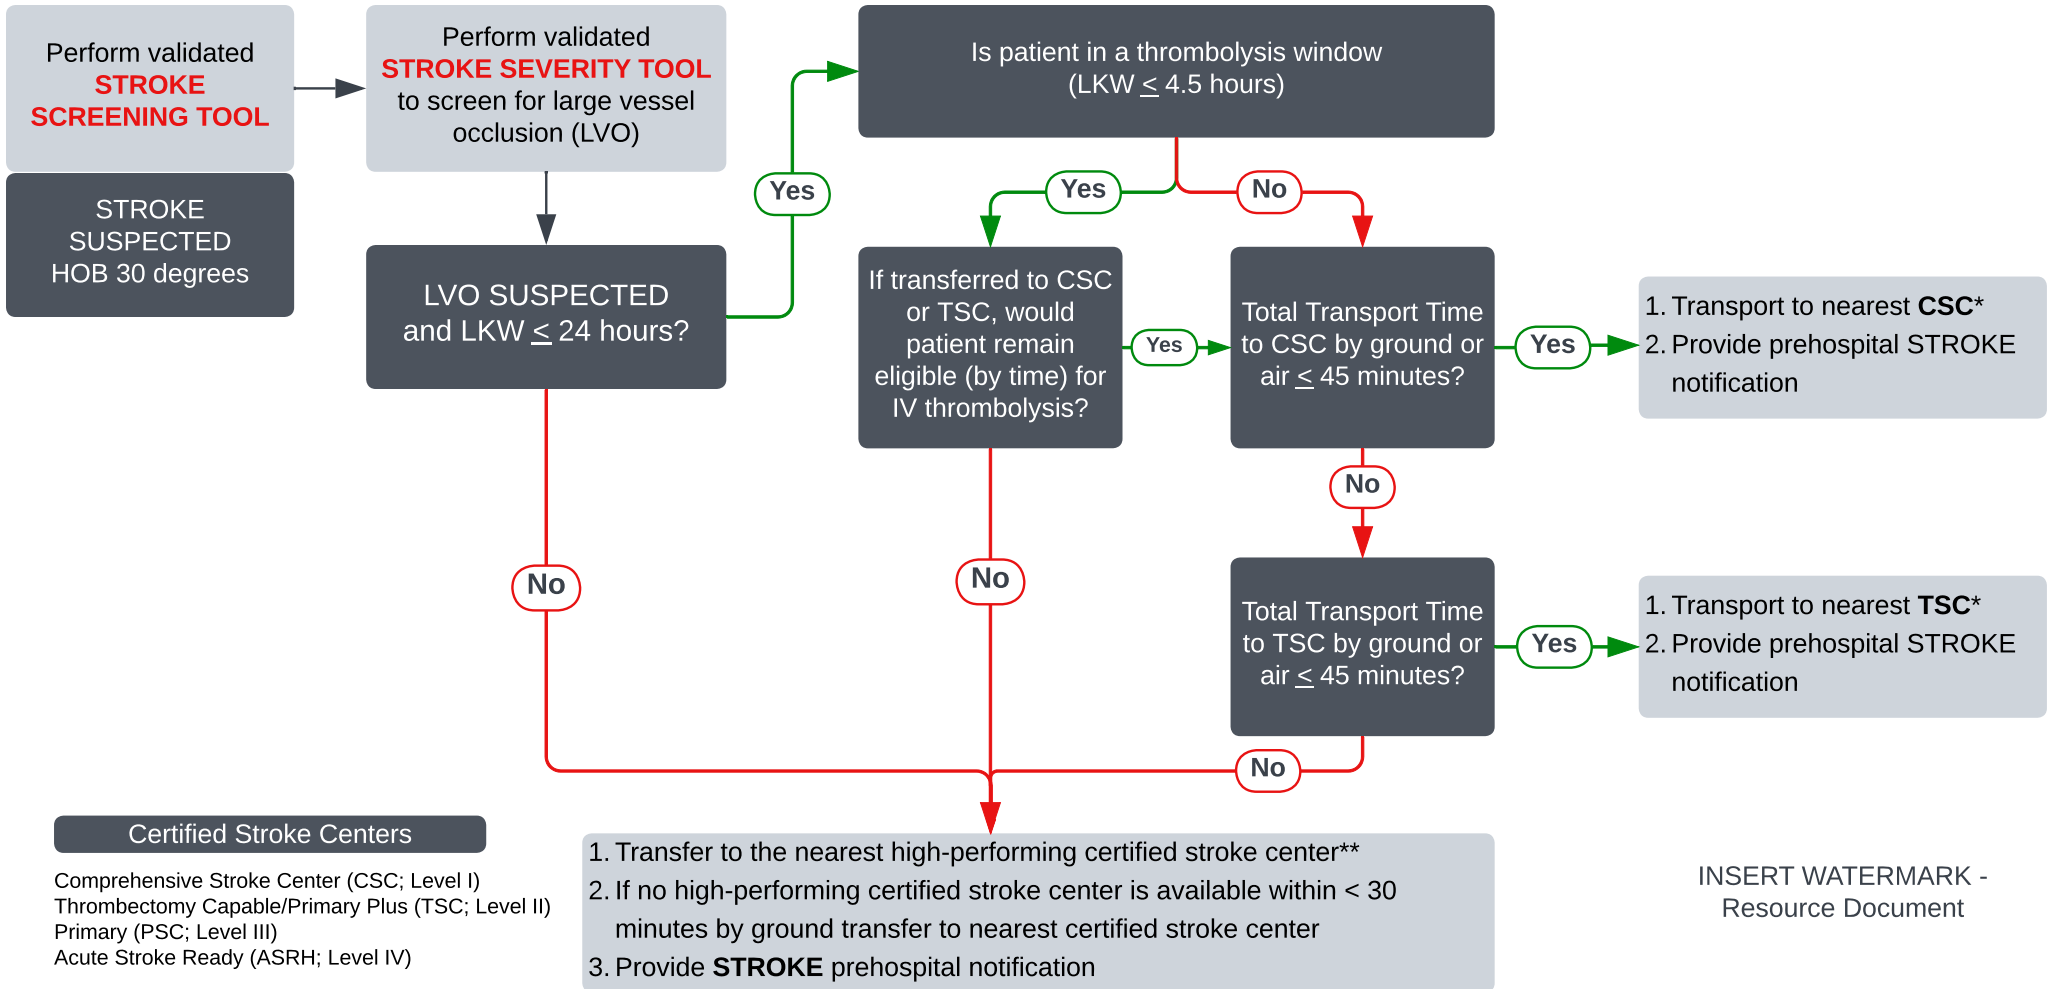 Perform validated
STROKE
SCREENING TOOL
STROKE
SUSPECTED
HOB 30 degrees
Perform validated
STROKE SEVERITY TOOL
to screen for large vessel
occlusion (LVO)
LVO SUSPECTED
and LKW < 24 hours?
Yes
No
Is patient in a thrombolysis window
(LKW < 4.5 hours)
Yes
No
If transferred to CSC
or TSC, would
patient remain
eligible (by time) for
IV thrombolysis?
Yes
No
Total Transport Time
to CSC by ground or
air < 45 minutes?
Yes
1. Transport to nearest CSC*
2. Provide prehospital STROKE
notification
No
Total Transport Time
to TSC by ground or
air < 45 minutes?
Yes
1. Transport to nearest TSC*
2. Provide prehospital STROKE
notification
No
1. Transfer to the nearest high-performing certified stroke center**
2. If no high-performing certified stroke center is available within < 30
minutes by ground transfer to nearest certified stroke center
3. Provide STROKE prehospital notification
Certified Stroke Centers
Comprehensive Stroke Center (CSC; Level I)
Thrombectomy Capable/Primary Plus (TSC; Level II)
Primary (PSC; Level III)
Acute Stroke Ready (ASRH; Level IV)
INSERT WATERMARK -
Resource Document